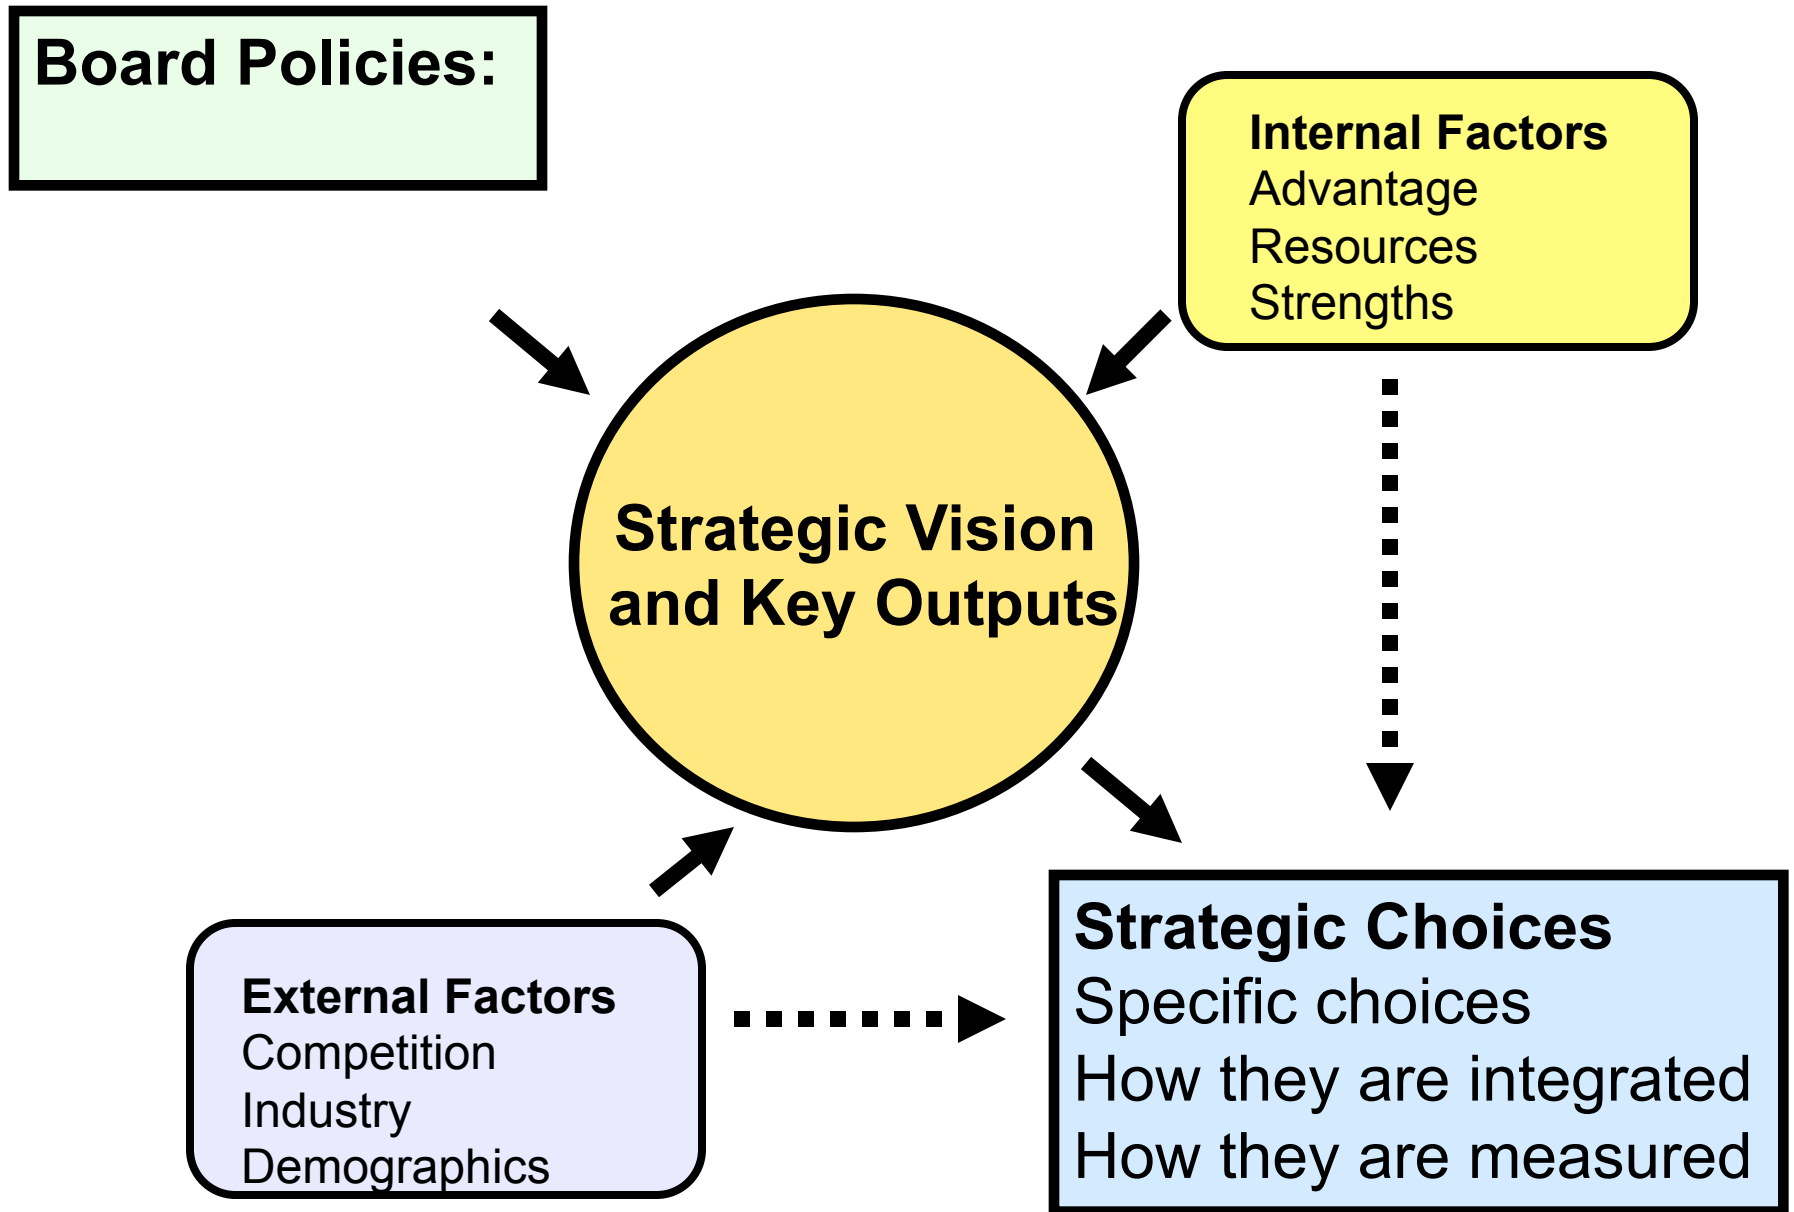 Board Policies:
Internal Factors
Advantage
Resources
Strengths
Strategic Vision
and Key Outputs
External Factors
Competition
Industry
Demographics
Strategic Choices
Specific choices
How they are integrated
How they are measured